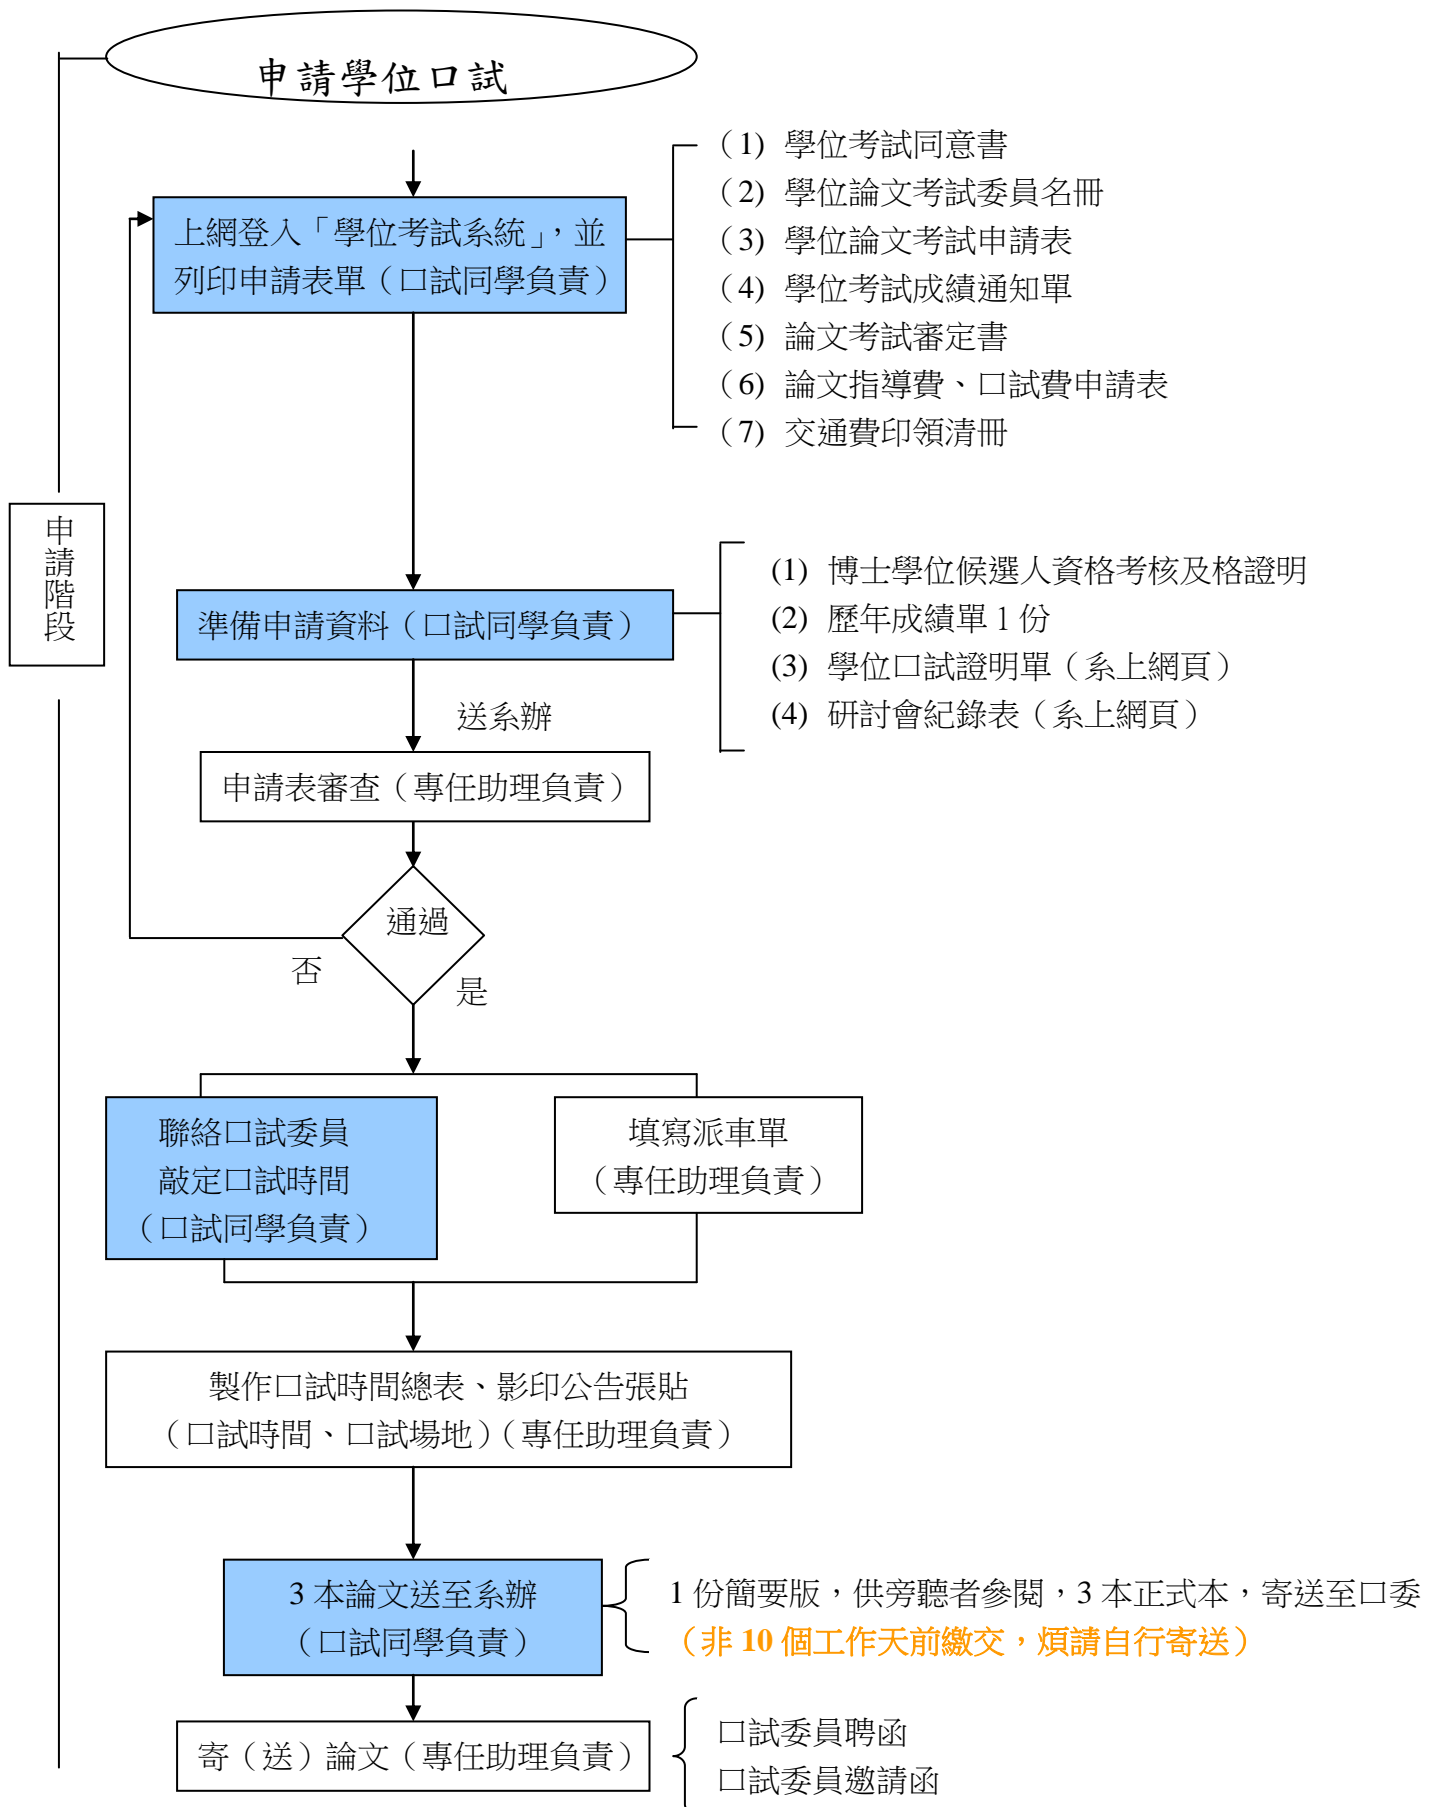 申請學位口試
(1) 學位考試同意書
(2) 學位論文考試委員名冊
(3) 學位論文考試申請表
(4) 學位考試成績通知單
(5) 論文考試審定書
(6) 論文指導費、口試費申請表
(7) 交通費印領清冊
上網登入「學位考試系統」，並
列印申請表單（口試同學負責）
申請階段
準備申請資料（口試同學負責）
(1) 博士學位候選人資格考核及格證明
(2) 歷年成績單 1 份
(3) 學位口試證明單（系上網頁）
(4) 研討會紀錄表（系上網頁）
送系辦
申請表審查（專任助理負責）
通過
否
是
聯絡口試委員
敲定口試時間
（口試同學負責）
填寫派車單
（專任助理負責）
製作口試時間總表、影印公告張貼
（口試時間、口試場地）（專任助理負責）
3 本論文送至系辦
（口試同學負責）
1 份簡要版，供旁聽者參閱，3 本正式本，寄送至口委
（非 10 個工作天前繳交，煩請自行寄送）
寄（送）論文（專任助理負責）
口試委員聘函
口試委員邀請函